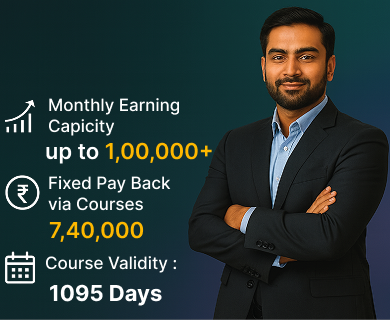 Monthly Earning
Capicity
up to 1,00,000+
₹
Fixed Pay Back
via Courses
7,40,000
Course Validity :
1095 Days